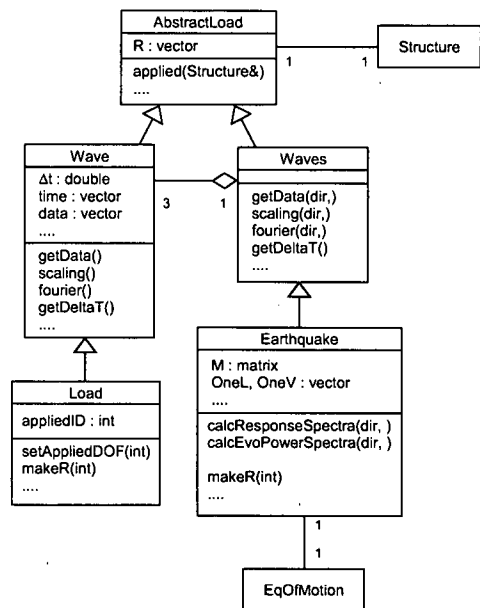 AbstractLoad
R : vector
applied(Structure&)
....
1
1
Structure
Wave
Δt : double
time : vector
data : vector
....
getData()
scaling()
fourier()
getDeltaT()
....
3
1
Waves
getData(dir,)
scaling(dir,)
fourier(dir,)
getDeltaT()
....
Load
appliedID : int
setAppliedDOF(int)
makeR(int)
....
Earthquake
M : matrix
OneL, OneV : vector
....
calcResponseSpectra(dir, )
calcEvoPowerSpectra(dir, )
makeR(int)
....
1
1
EqOfMotion